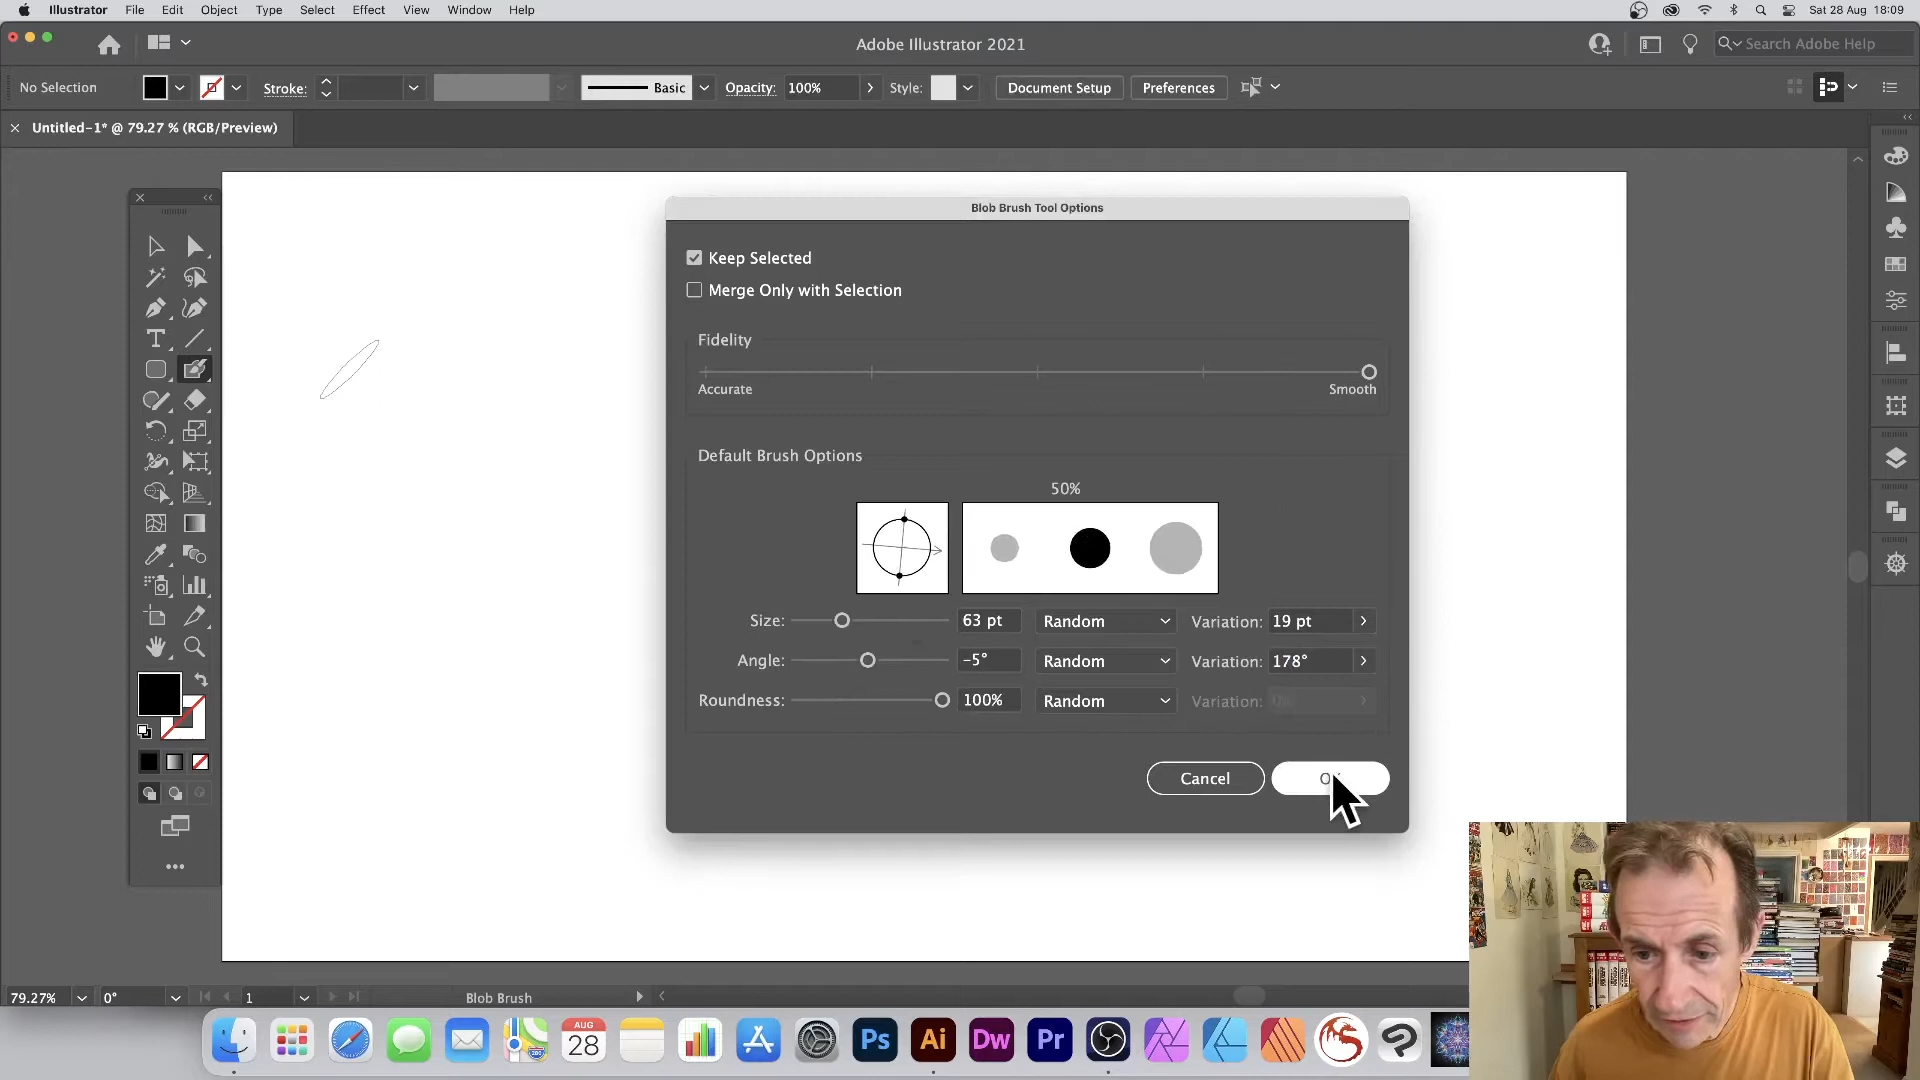 Illustrator File Edit Object Type Select Effect View Window Help Sat 28 Aug 18:09
Adobe Illustrator 2021 Search Adobe Help
No Selection Stroke: Basic Opacity: 100% Style: Document Setup Preferences
× Untitled-1* @ 79.27 % (RGB/Preview)
Blob Brush Tool Options
Keep Selected
Merge Only with Selection
Fidelity
Accurate Smooth
Default Brush Options
50%
Size: 63 pt Random Variation: 19 pt
Angle: -5° Random Variation: 178°
Roundness: 100% Random Variation:
Cancel
79.27% 0° 1 Blob Brush
AUG
28
Ps Ai Dw Pr
280